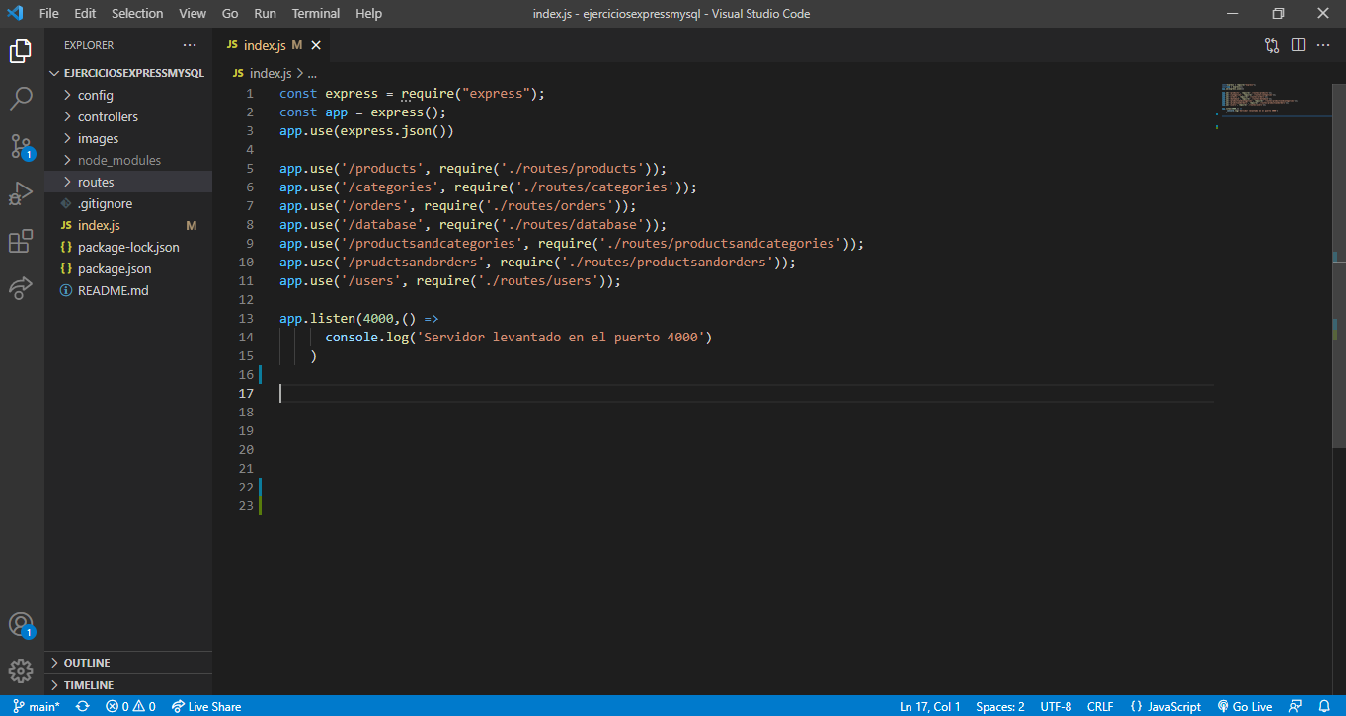 File Edit Selection View Go Run Terminal Help
index.js - ejerciciosexpressmysql - Visual Studio Code
EXPLORER
EJERCICIOSEXPRESSMYSQL
config
controllers
images
node_modules
routes
.gitignore
JS index.js M
{} package-lock.json
{} package.json
README.md
OUTLINE
TIMELINE
1
1
JS index.js M
JS index.js > ...
1 const express = require("express");
2 const app = express();
3 app.use(express.json())
4
5 app.use('/products', require('./routes/products'));
6 app.use('/categories', require('./routes/categories'));
7 app.use('/orders', require('./routes/orders'));
8 app.use('/database', require('./routes/database'));
9 app.use('/productsandcategories', require('./routes/productsandcategories'));
10 app.use('/prudctsandorders', require('./routes/productsandorders'));
11 app.use('/users', require('./routes/users'));
12
13 app.listen(4000,() =>
14 console.log('Servidor levantado en el puerto 4000')
15 )
16
17
18
19
20
21
22
23
main* 0 0 Live Share
Ln 17, Col 1 Spaces: 2 UTF-8 CRLF {} JavaScript Go Live